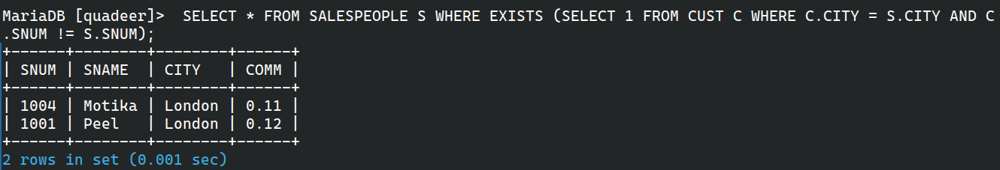 MariaDB [quadeer]>  SELECT * FROM SALESPEOPLE S WHERE EXISTS (SELECT 1 FROM CUST C WHERE C.CITY = S.CITY AND C
.SNUM != S.SNUM);
+------+--------+--------+------+
| SNUM | SNAME  | CITY   | COMM |
+------+--------+--------+------+
| 1004 | Motika | London | 0.11 |
| 1001 | Peel   | London | 0.12 |
+------+--------+--------+------+
2 rows in set (0.001 sec)